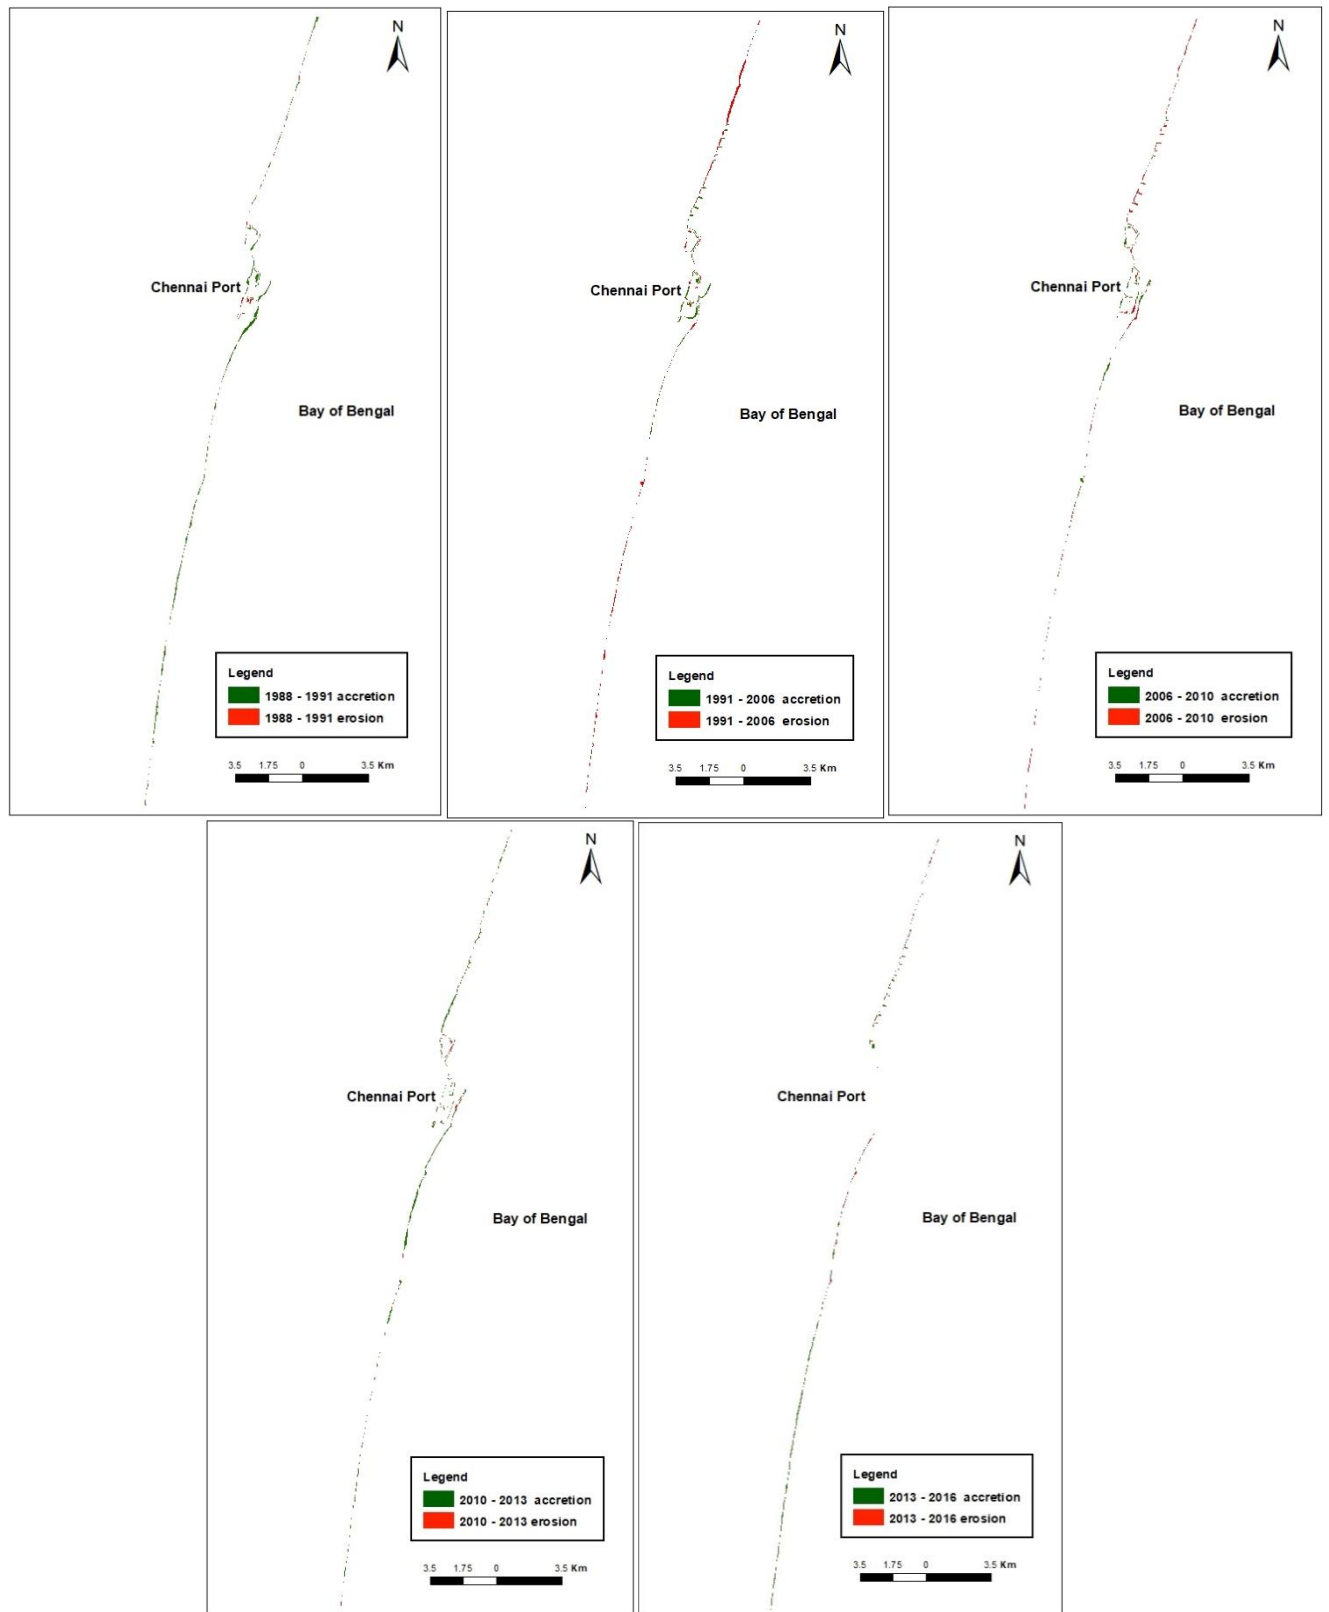 N
Chennai Port
Bay of Bengal
Legend
1988 - 1991 accretion
1988 - 1991 erosion
3.5 1.75 0 3.5 Km
N
Chennai Port
Bay of Bengal
Legend
1991 - 2006 accretion
1991 - 2006 erosion
3.5 1.75 0 3.5 Km
N
Chennai Port
Bay of Bengal
Legend
2006 - 2010 accretion
2006 - 2010 erosion
3.5 1.75 0 3.5 Km
N
Chennai Port
Bay of Bengal
Legend
2010 - 2013 accretion
2010 - 2013 erosion
3.5 1.75 0 3.5 Km
N
Chennai Port
Bay of Bengal
Legend
2013 - 2016 accretion
2013 - 2016 erosion
3.5 1.75 0 3.5 Km